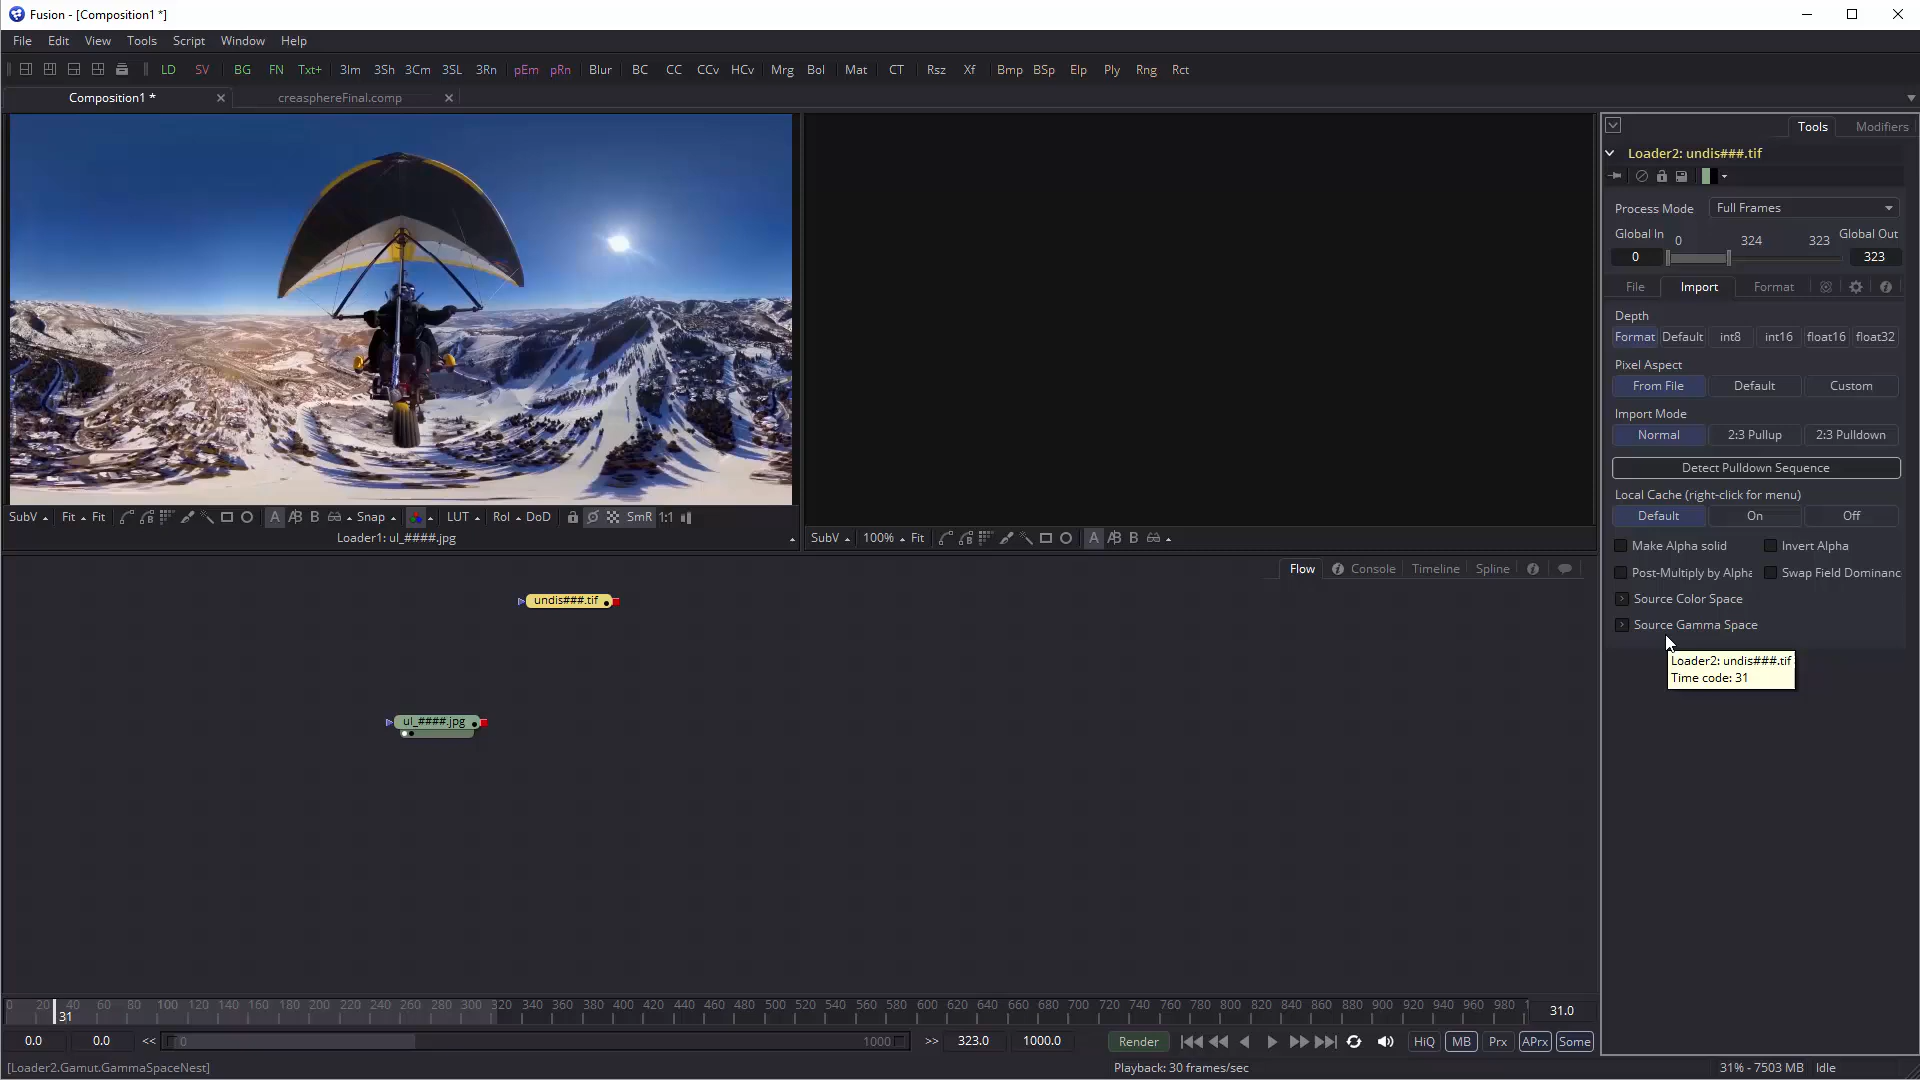 Fusion - [Composition1 *]
File Edit View Tools Script Window Help
LD SV BG FN Txt+ 3Im 3Sh 3Cm 3SL 3Rn pEm pRn Blur BC CC CCv HCv Mrg Bol Mat CT Rsz Xf Bmp BSp Elp Ply Rng Rct
Composition1 * creasphereFinal.comp
Tools Modifiers
Loader2: undis###.tif
Process Mode Full Frames
Global In 0 324 323 Global Out
0 323
File Import Format
Depth
Format Default int8 int16 float16 float32
Pixel Aspect
From File Default Custom
Import Mode
Normal 2:3 Pullup 2:3 Pulldown
Detect Pulldown Sequence
Local Cache (right-click for menu)
Default On Off
Make Alpha solid Invert Alpha
Post-Multiply by Alpha Swap Field Dominanc
Source Color Space
Source Gamma Space
Loader2: undis###.tif
Time code: 31
SubV Fit Fit A A|B B Snap LUT RoI DoD SmR 1:1
Loader1: ul_####.jpg
SubV 100% Fit A A|B B
Flow Console Timeline Spline
undis###.tif
ul_####.jpg
0 20 40 60 80 100 120 140 160 180 200 220 240 260 280 300 320 340 360 380 400 420 440 460 480 500 520 540 560 580 600 620 640 660 680 700 720 740 760 780 800 820 840 860 880 900 920 940 960 980 1
31 31.0
0.0 0.0 << 0 1000 >> 323.0 1000.0 Render HiQ MB Prx APrx Some
[Loader2.Gamut.GammaSpaceNest] Playback: 30 frames/sec 31% - 7503 MB Idle